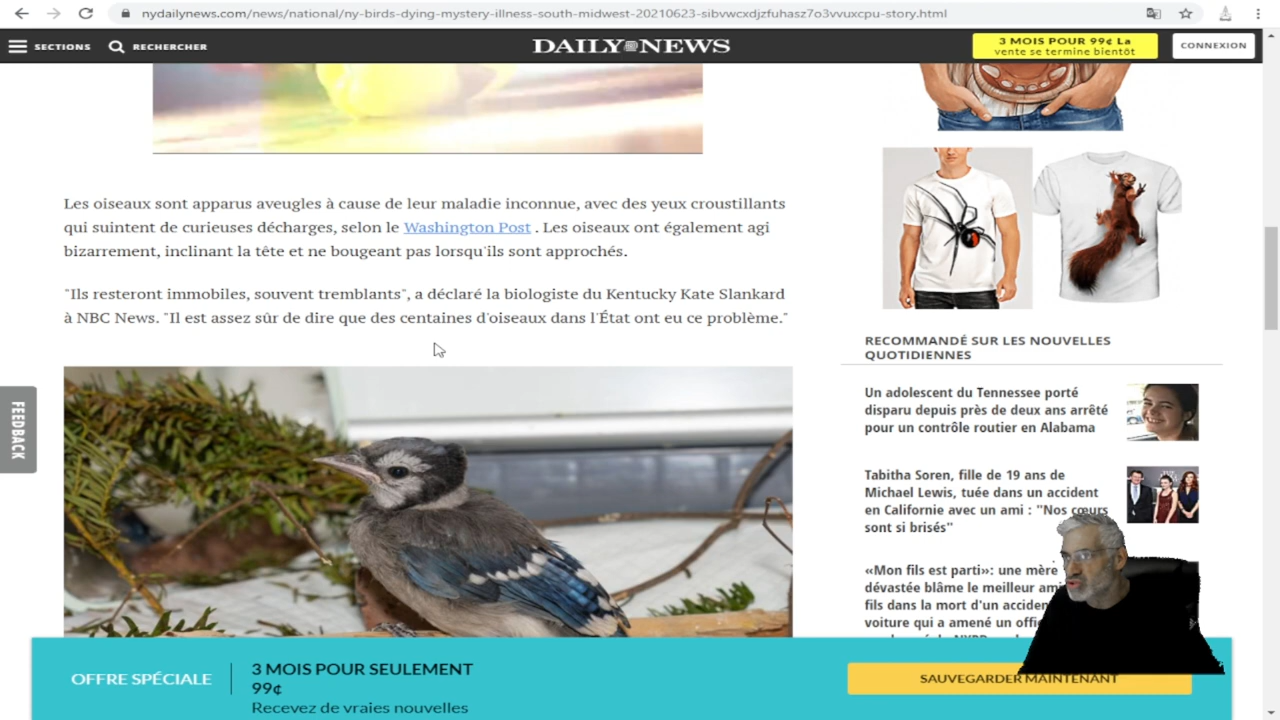 nydailynews.com/news/national/ny-birds-dying-mystery-illness-south-midwest-20210623-sibvwcxdjzfuhasz7o3vvuxcpu-story.html
SECTIONS
RECHERCHER
DAILY NEWS
3 MOIS POUR 99¢ La
vente se termine bientôt
CONNEXION
Les oiseaux sont apparus aveugles à cause de leur maladie inconnue, avec des yeux croustillants
qui suintent de curieuses décharges, selon le Washington Post . Les oiseaux ont également agi
bizarrement, inclinant la tête et ne bougeant pas lorsqu'ils sont approchés.
"Ils resteront immobiles, souvent tremblants", a déclaré la biologiste du Kentucky Kate Slankard
à NBC News. "Il est assez sûr de dire que des centaines d'oiseaux dans l'État ont eu ce problème."
FEEDBACK
RECOMMANDÉ SUR LES NOUVELLES
QUOTIDIENNES
Un adolescent du Tennessee porté
disparu depuis près de deux ans arrêté
pour un contrôle routier en Alabama
Tabitha Soren, fille de 19 ans de
Michael Lewis, tuée dans un accident
en Californie avec un ami : "Nos cœurs
sont si brisés"
«Mon fils est parti»: une mère
dévastée blâme le meilleur
fils dans la mort d'un
voiture qui a amené un
OFFRE SPÉCIALE
3 MOIS POUR SEULEMENT
99¢
Recevez de vraies nouvelles
SAUVEGARDER MAINTENANT